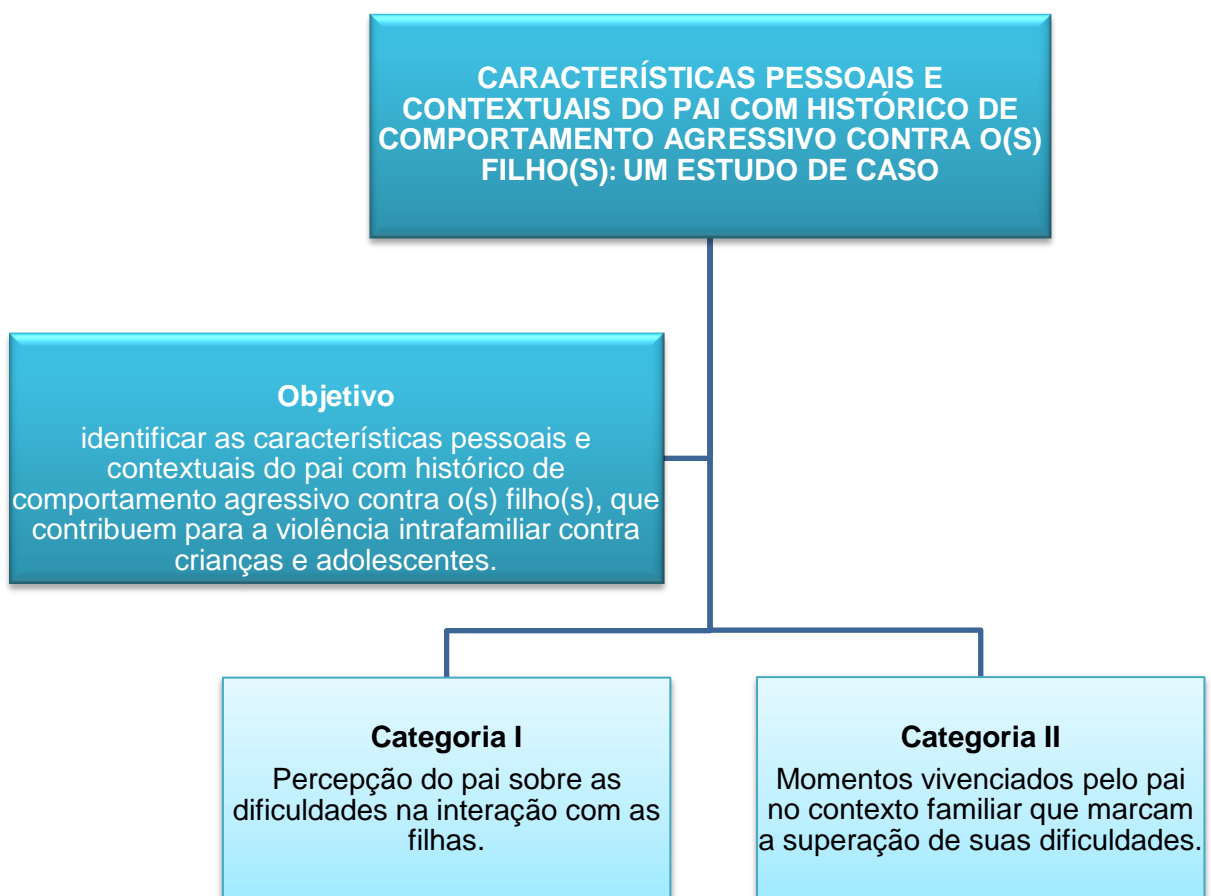 CARACTERÍSTICAS PESSOAIS E
CONTEXTUAIS DO PAI COM HISTÓRICO DE
COMPORTAMENTO AGRESSIVO CONTRA O(S)
FILHO(S): UM ESTUDO DE CASO
Objetivo
identificar as características pessoais e
contextuais do pai com histórico de
comportamento agressivo contra o(s) filho(s), que
contribuem para a violência intrafamiliar contra
crianças e adolescentes.
Categoria I
Percepção do pai sobre as
dificuldades na interação com as
filhas.
Categoria II
Momentos vivenciados pelo pai
no contexto familiar que marcam
a superação de suas dificuldades.